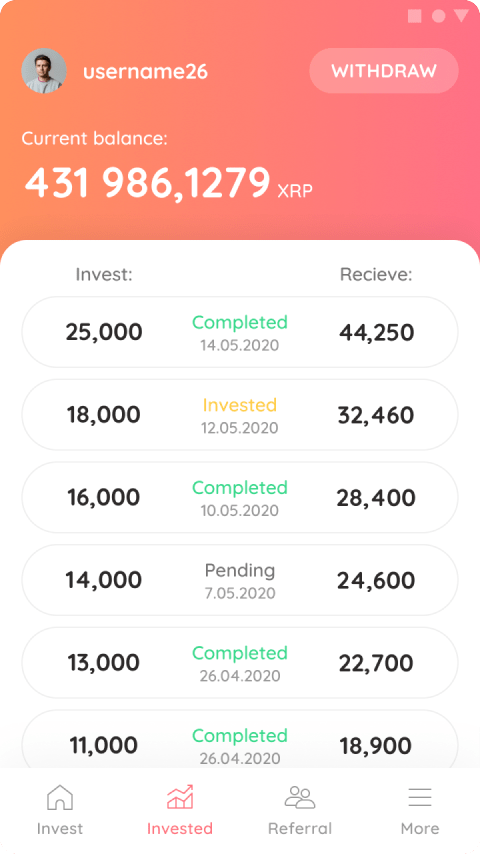 username26
WITHDRAW
Current balance:
431 986,1279 XRP
Invest: Recieve:
25,000 Completed 44,250
14.05.2020
18,000 Invested 32,460
12.05.2020
16,000 Completed 28,400
10.05.2020
14,000 Pending 24,600
7.05.2020
13,000 Completed 22,700
26.04.2020
11,000 Completed 18,900
26.04.2020
Invest Invested Referral More